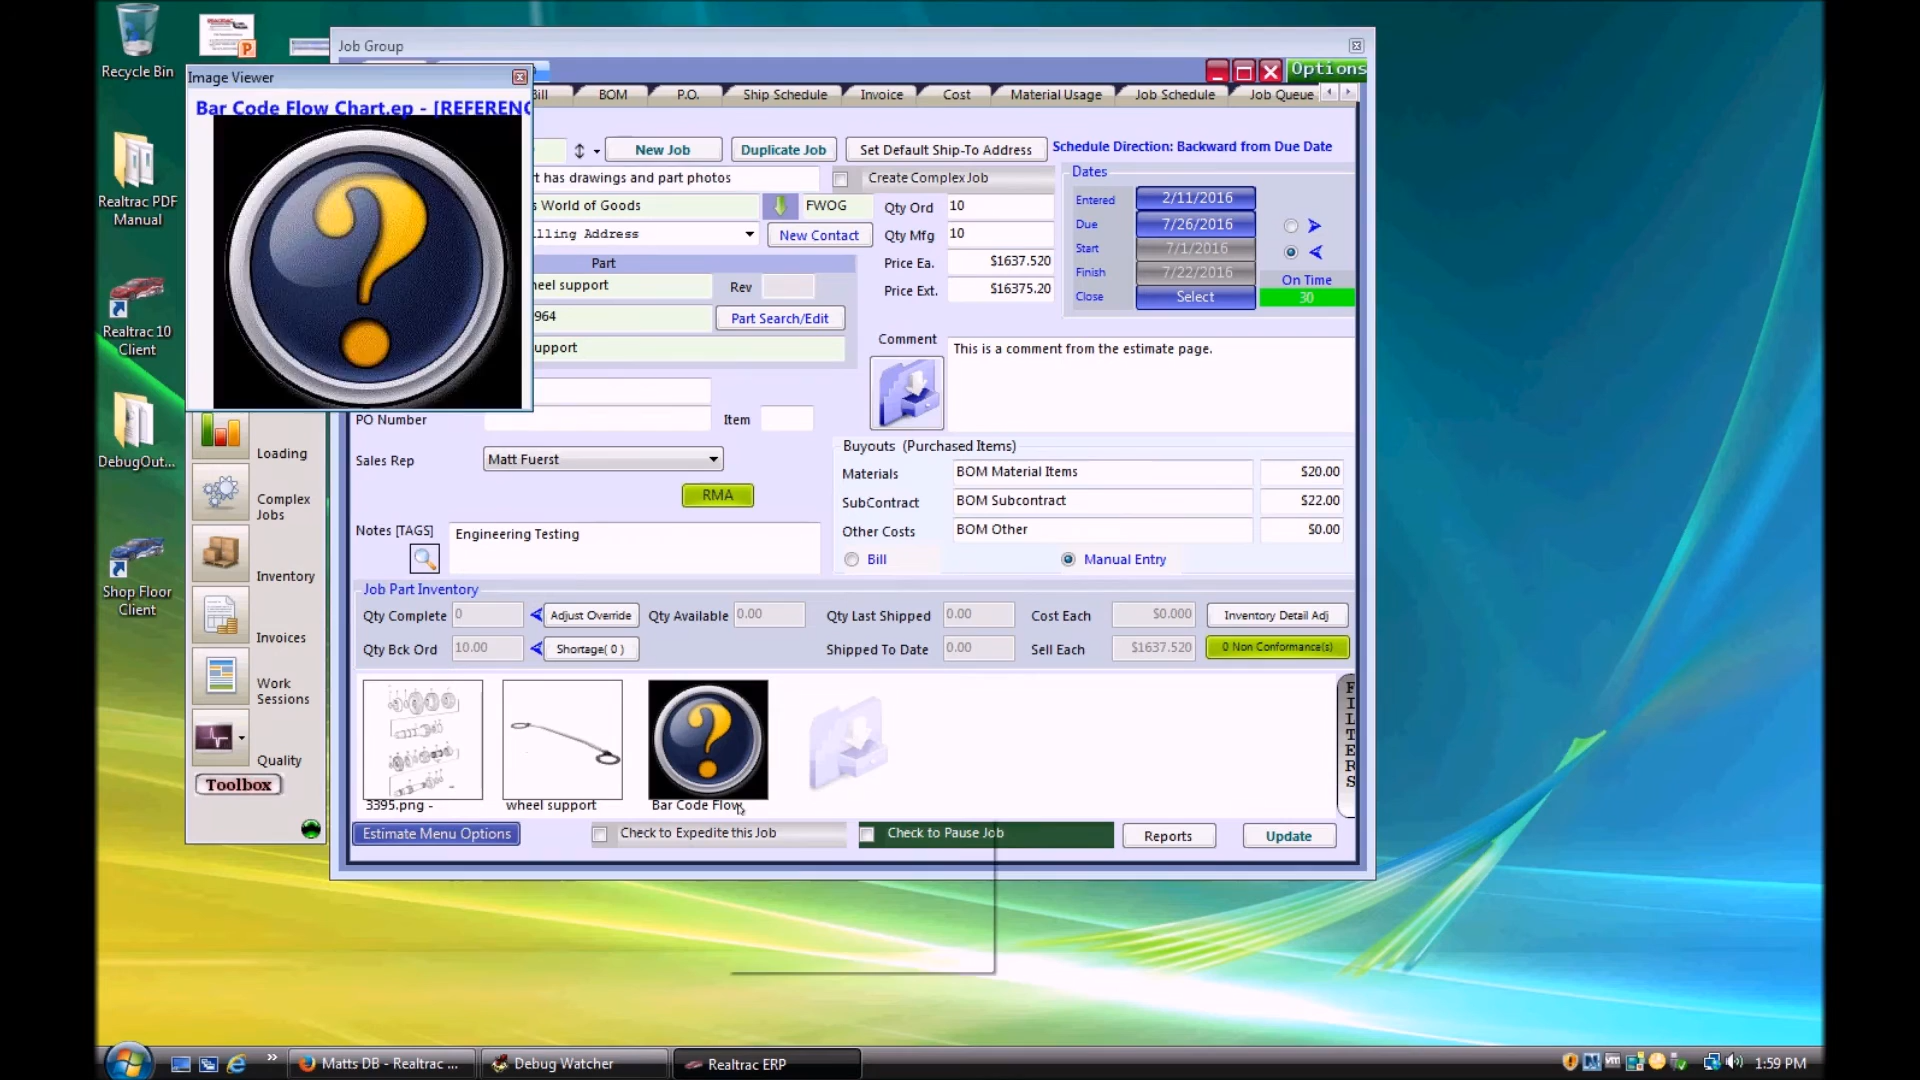 Recycle Bin
Realtrac PDF Manual
Realtrac 10 Client
DebugOut...
Shop Floor Client
Job Group
Options
Image Viewer
Bar Code Flow Chart.ep - [REFERENC
Bill
BOM
P.O.
Ship Schedule
Invoice
Cost
Material Usage
Job Schedule
Job Queue
New Job
Duplicate Job
Set Default Ship-To Address
Schedule Direction: Backward from Due Date
rt has drawings and part photos
Create Complex Job
Dates
s World of Goods
FWOG
Qty Ord
10
Entered
2/11/2016
lling Address
New Contact
Qty Mfg
10
Due
7/26/2016
Part
Price Ea.
$1637.520
Start
7/1/2016
heel support
Rev
Price Ext.
$16375.20
Finish
7/22/2016
On Time
Close
Select
30
964
Part Search/Edit
upport
Comment
This is a comment from the estimate page.
PO Number
Item
Sales Rep
Matt Fuerst
RMA
Buyouts (Purchased Items)
Materials
BOM Material Items
$20.00
SubContract
BOM Subcontract
$22.00
Other Costs
BOM Other
$0.00
Bill
Manual Entry
Notes [TAGS]
Engineering Testing
Loading
Complex Jobs
Inventory
Invoices
Work Sessions
Quality
Toolbox
Job Part Inventory
Qty Complete
0
Adjust Override
Qty Available
0.00
Qty Last Shipped
0.00
Cost Each
$0.000
Inventory Detail Adj
Qty Bck Ord
10.00
Shortage( 0 )
Shipped To Date
0.00
Sell Each
$1637.520
0 Non Conformance(s)
3395.png -
wheel support
Bar Code Flow
FILTERS
Estimate Menu Options
Check to Expedite this Job
Check to Pause Job
Reports
Update
Matts DB - Realtrac ...
Debug Watcher
Realtrac ERP
1:59 PM